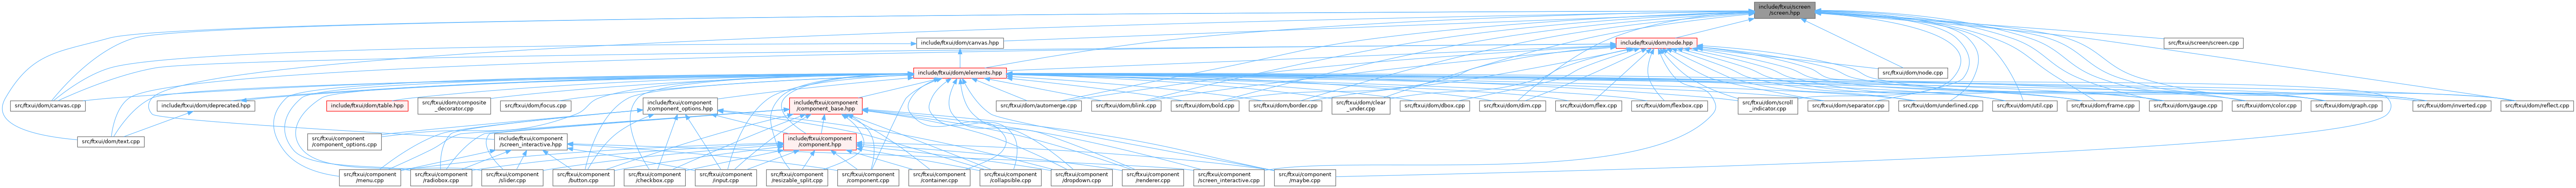 include/ftxui/screen
/screen.hpp
include/ftxui/dom/canvas.hpp
include/ftxui/dom/node.hpp
src/ftxui/screen/screen.cpp
include/ftxui/dom/elements.hpp
src/ftxui/dom/node.cpp
src/ftxui/dom/canvas.cpp
include/ftxui/dom/deprecated.hpp
include/ftxui/dom/table.hpp
src/ftxui/dom/composite
_decorator.cpp
src/ftxui/dom/focus.cpp
include/ftxui/component
/component_options.hpp
include/ftxui/component
/component_base.hpp
src/ftxui/dom/automerge.cpp
src/ftxui/dom/blink.cpp
src/ftxui/dom/bold.cpp
src/ftxui/dom/border.cpp
src/ftxui/dom/clear
_under.cpp
src/ftxui/dom/dbox.cpp
src/ftxui/dom/dim.cpp
src/ftxui/dom/flex.cpp
src/ftxui/dom/flexbox.cpp
src/ftxui/dom/scroll
_indicator.cpp
src/ftxui/dom/separator.cpp
src/ftxui/dom/underlined.cpp
src/ftxui/dom/util.cpp
src/ftxui/dom/frame.cpp
src/ftxui/dom/gauge.cpp
src/ftxui/dom/color.cpp
src/ftxui/dom/graph.cpp
src/ftxui/dom/inverted.cpp
src/ftxui/dom/reflect.cpp
src/ftxui/dom/text.cpp
src/ftxui/component
/component_options.cpp
include/ftxui/component
/screen_interactive.hpp
include/ftxui/component
/component.hpp
src/ftxui/component
/menu.cpp
src/ftxui/component
/radiobox.cpp
src/ftxui/component
/slider.cpp
src/ftxui/component
/button.cpp
src/ftxui/component
/checkbox.cpp
src/ftxui/component
/input.cpp
src/ftxui/component
/resizable_split.cpp
src/ftxui/component
/component.cpp
src/ftxui/component
/container.cpp
src/ftxui/component
/collapsible.cpp
src/ftxui/component
/dropdown.cpp
src/ftxui/component
/renderer.cpp
src/ftxui/component
/screen_interactive.cpp
src/ftxui/component
/maybe.cpp